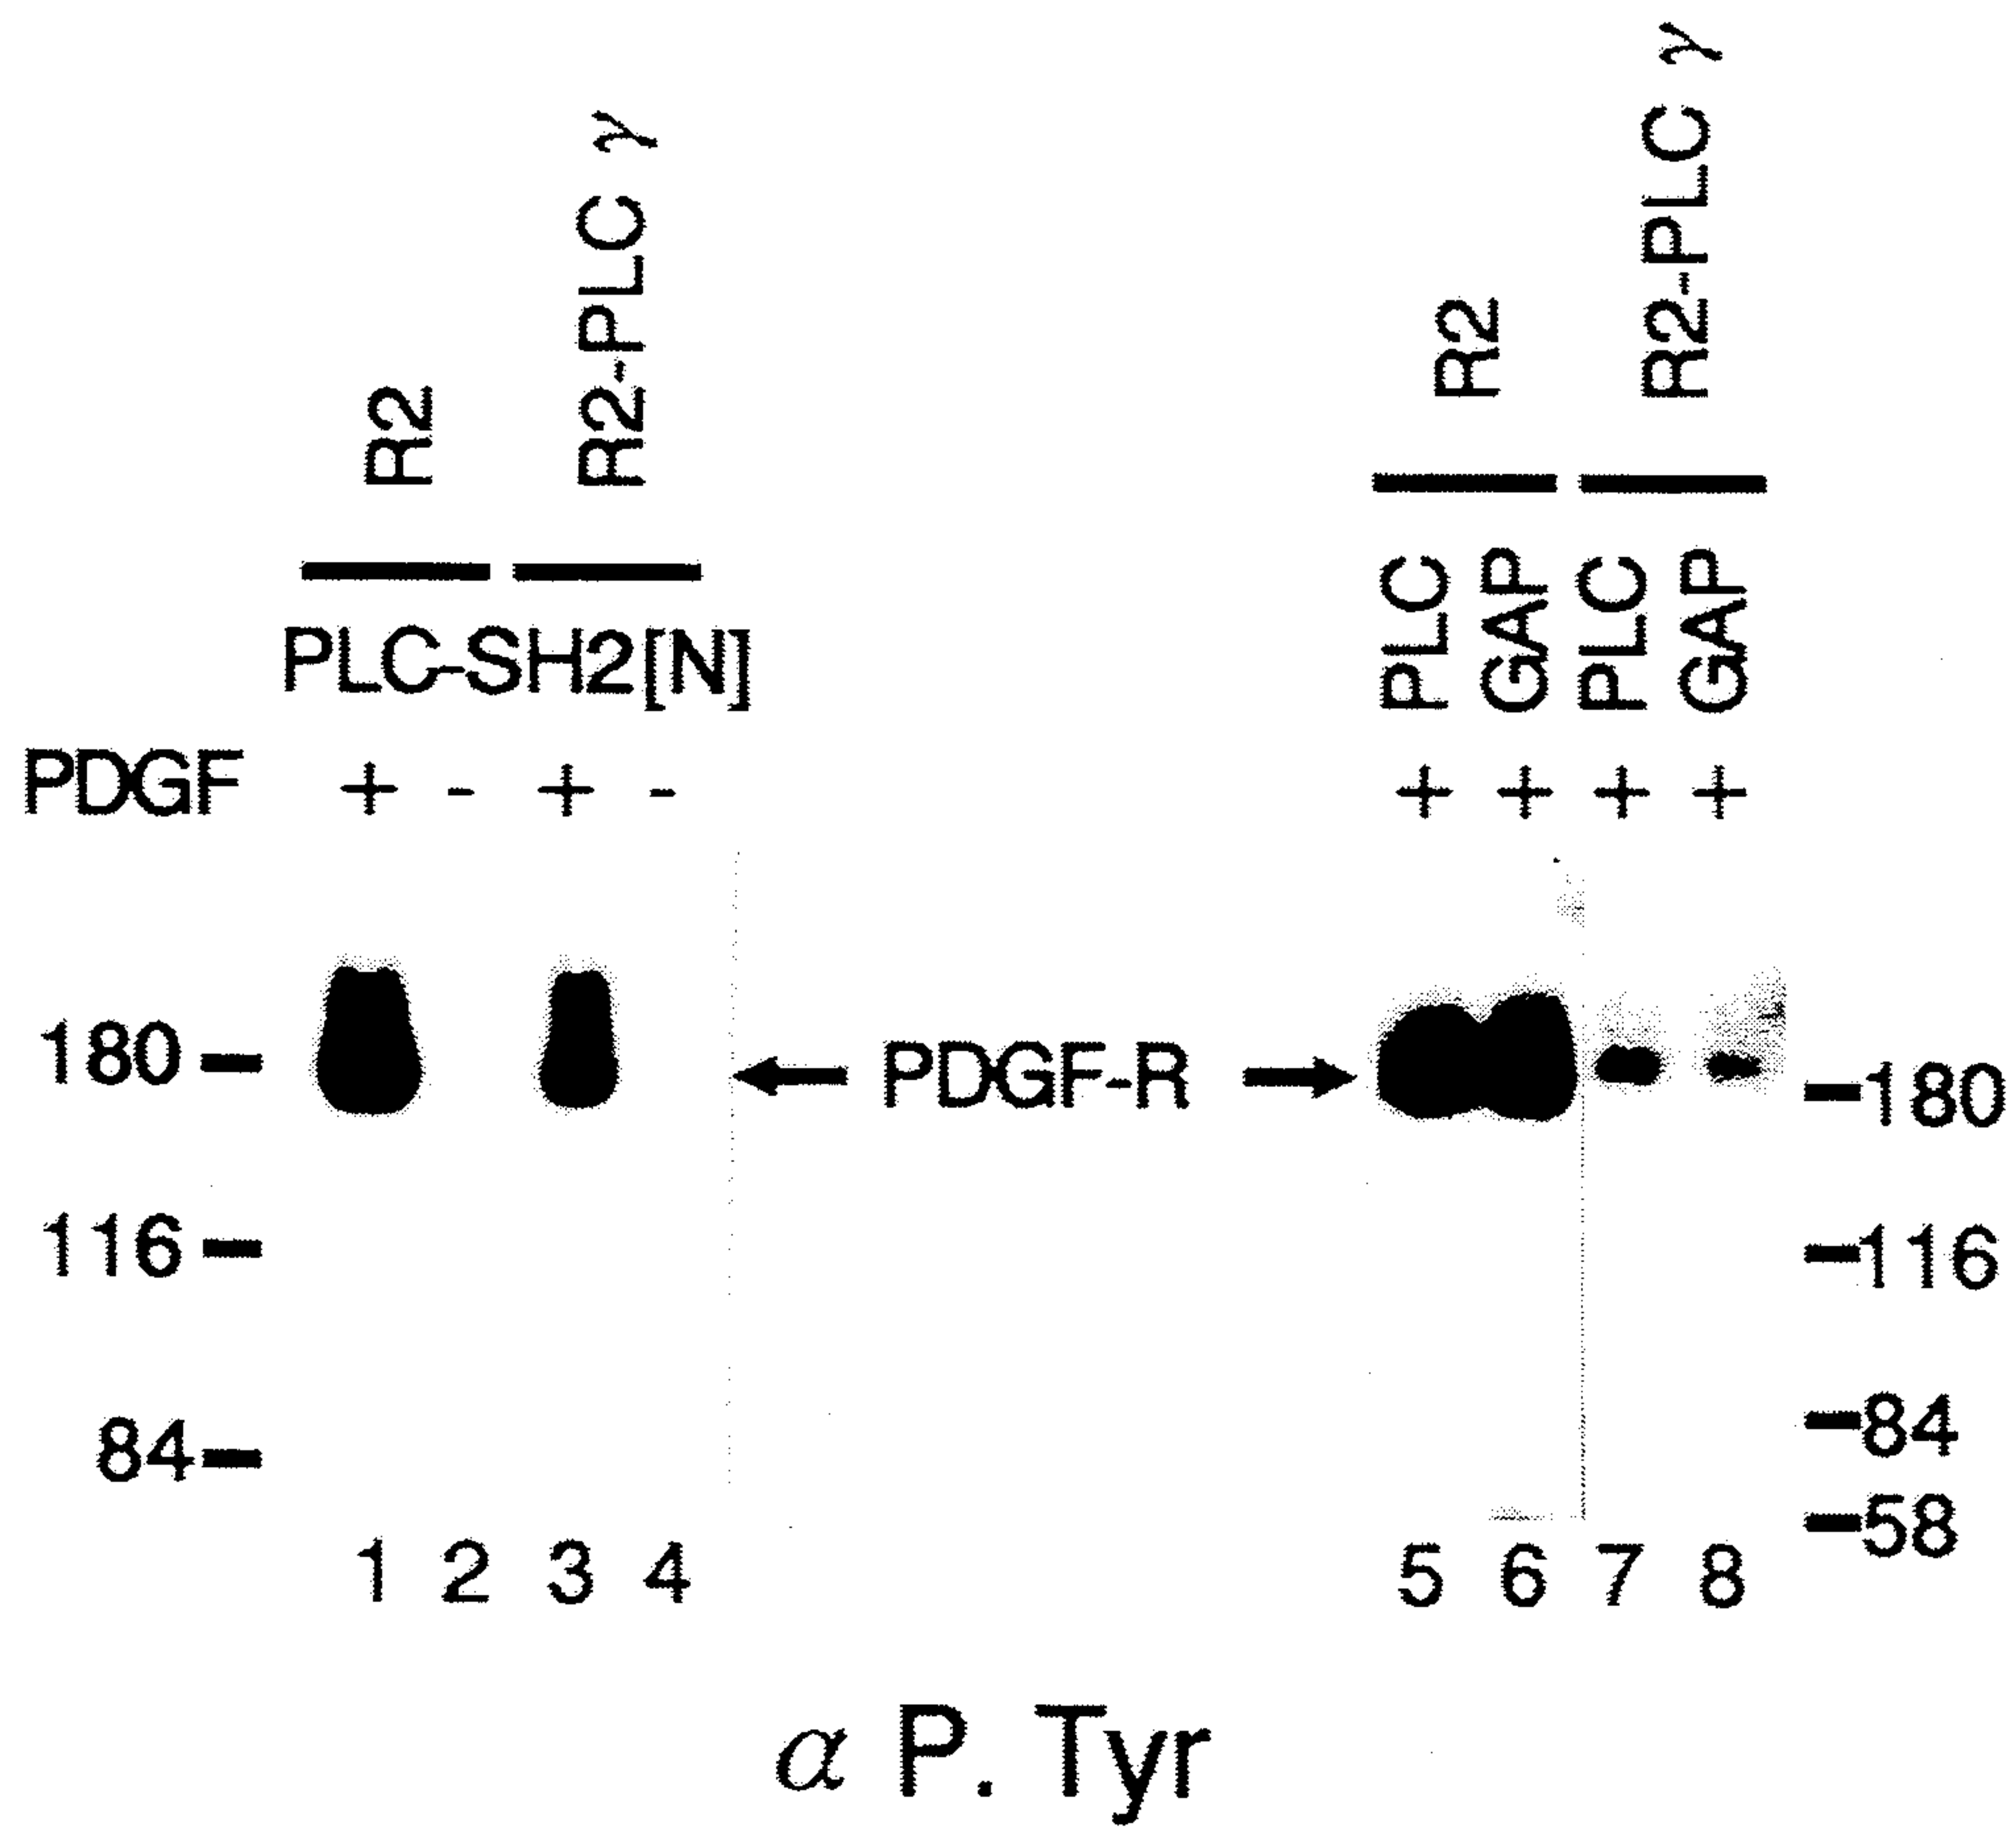 R2 R2-PLC γ
R2 R2-PLC γ
PLC-SH2[N]
PLC GAP PLC GAP
PDGF + - + -
+ + + +
180
PDGF-R
180
116
116
84
84
58
1 2 3 4
5 6 7 8
α P. Tyr